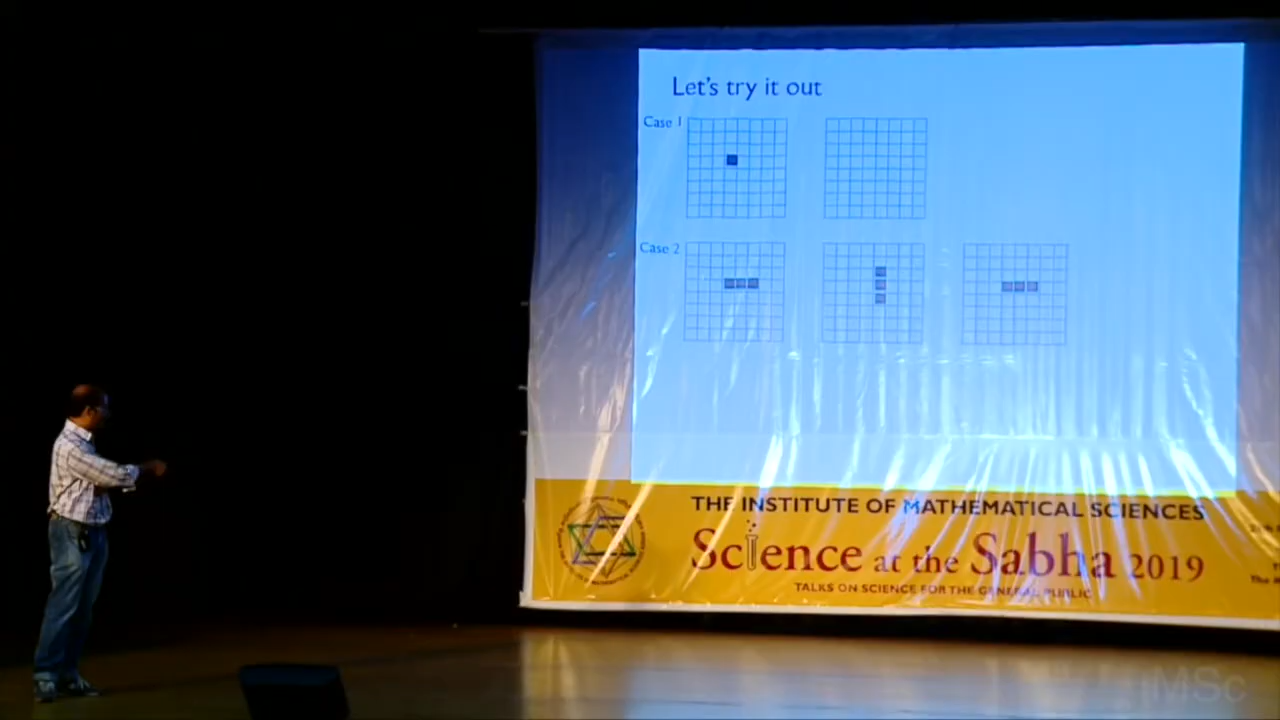 Let's try it out
Case 1
Case 2
THE INSTITUTE OF MATHEMATICAL SCIENCES
Science at the Sabha 2019
TALKS ON SCIENCE FOR THE GENERAL PUBLIC
iMSc